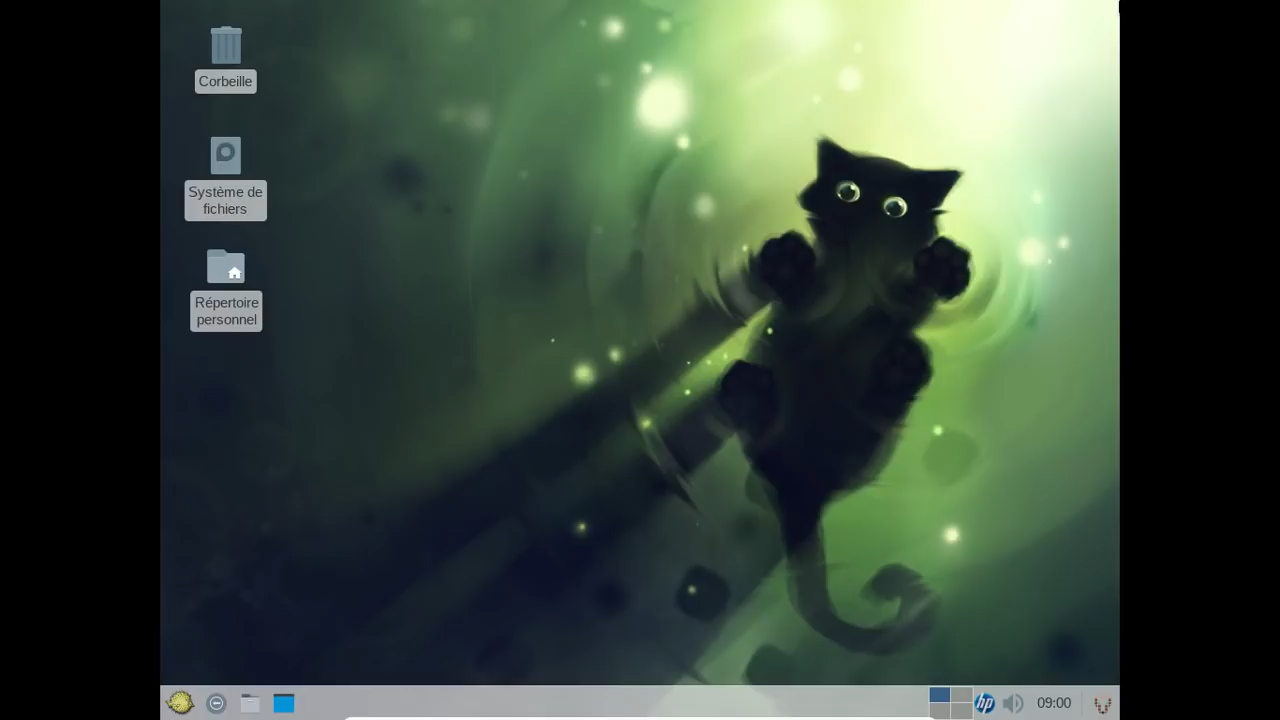 Corbeille
Système de
fichiers
Répertoire
personnel
hp
09:00